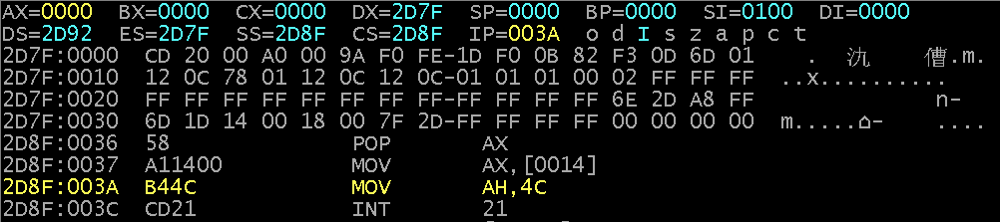 AX=0000 BX=0000 CX=0000 DX=2D7F SP=0000 BP=0000 SI=0100 DI=0000
DS=2D92 ES=2D7F SS=2D8F CS=2D8F IP=003A o d I s z a p c t
2D7F:0000 CD 20 00 A0 00 9A F0 FE-1D F0 0B 82 F3 0D 6D 01 . 氿 傮.m.
2D7F:0010 12 0C 78 01 12 0C 12 0C-01 01 01 00 02 FF FF FF ..x..........
2D7F:0020 FF FF FF FF FF FF FF FF-FF FF FF FF 6E 2D A8 FF n-
2D7F:0030 6D 1D 14 00 18 00 7F 2D-FF FF FF FF 00 00 00 00 m.....⌂- ....
2D8F:0036 58 POP AX
2D8F:0037 A11400 MOV AX,[0014]
2D8F:003A B44C MOV AH,4C
2D8F:003C CD21 INT 21